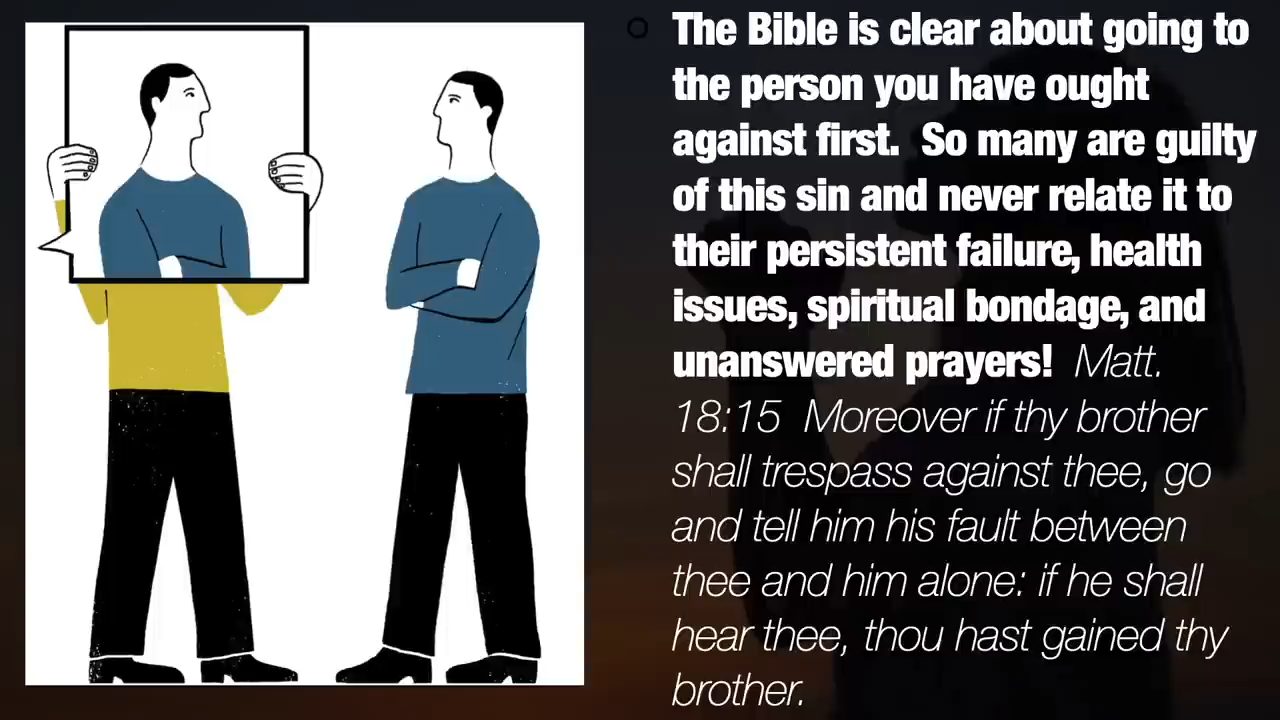 The Bible is clear about going to
the person you have ought
against first.  So many are guilty
of this sin and never relate it to
their persistent failure, health
issues, spiritual bondage, and
unanswered prayers!  Matt.
18:15  Moreover if thy brother
shall trespass against thee, go
and tell him his fault between
thee and him alone: if he shall
hear thee, thou hast gained thy
brother.